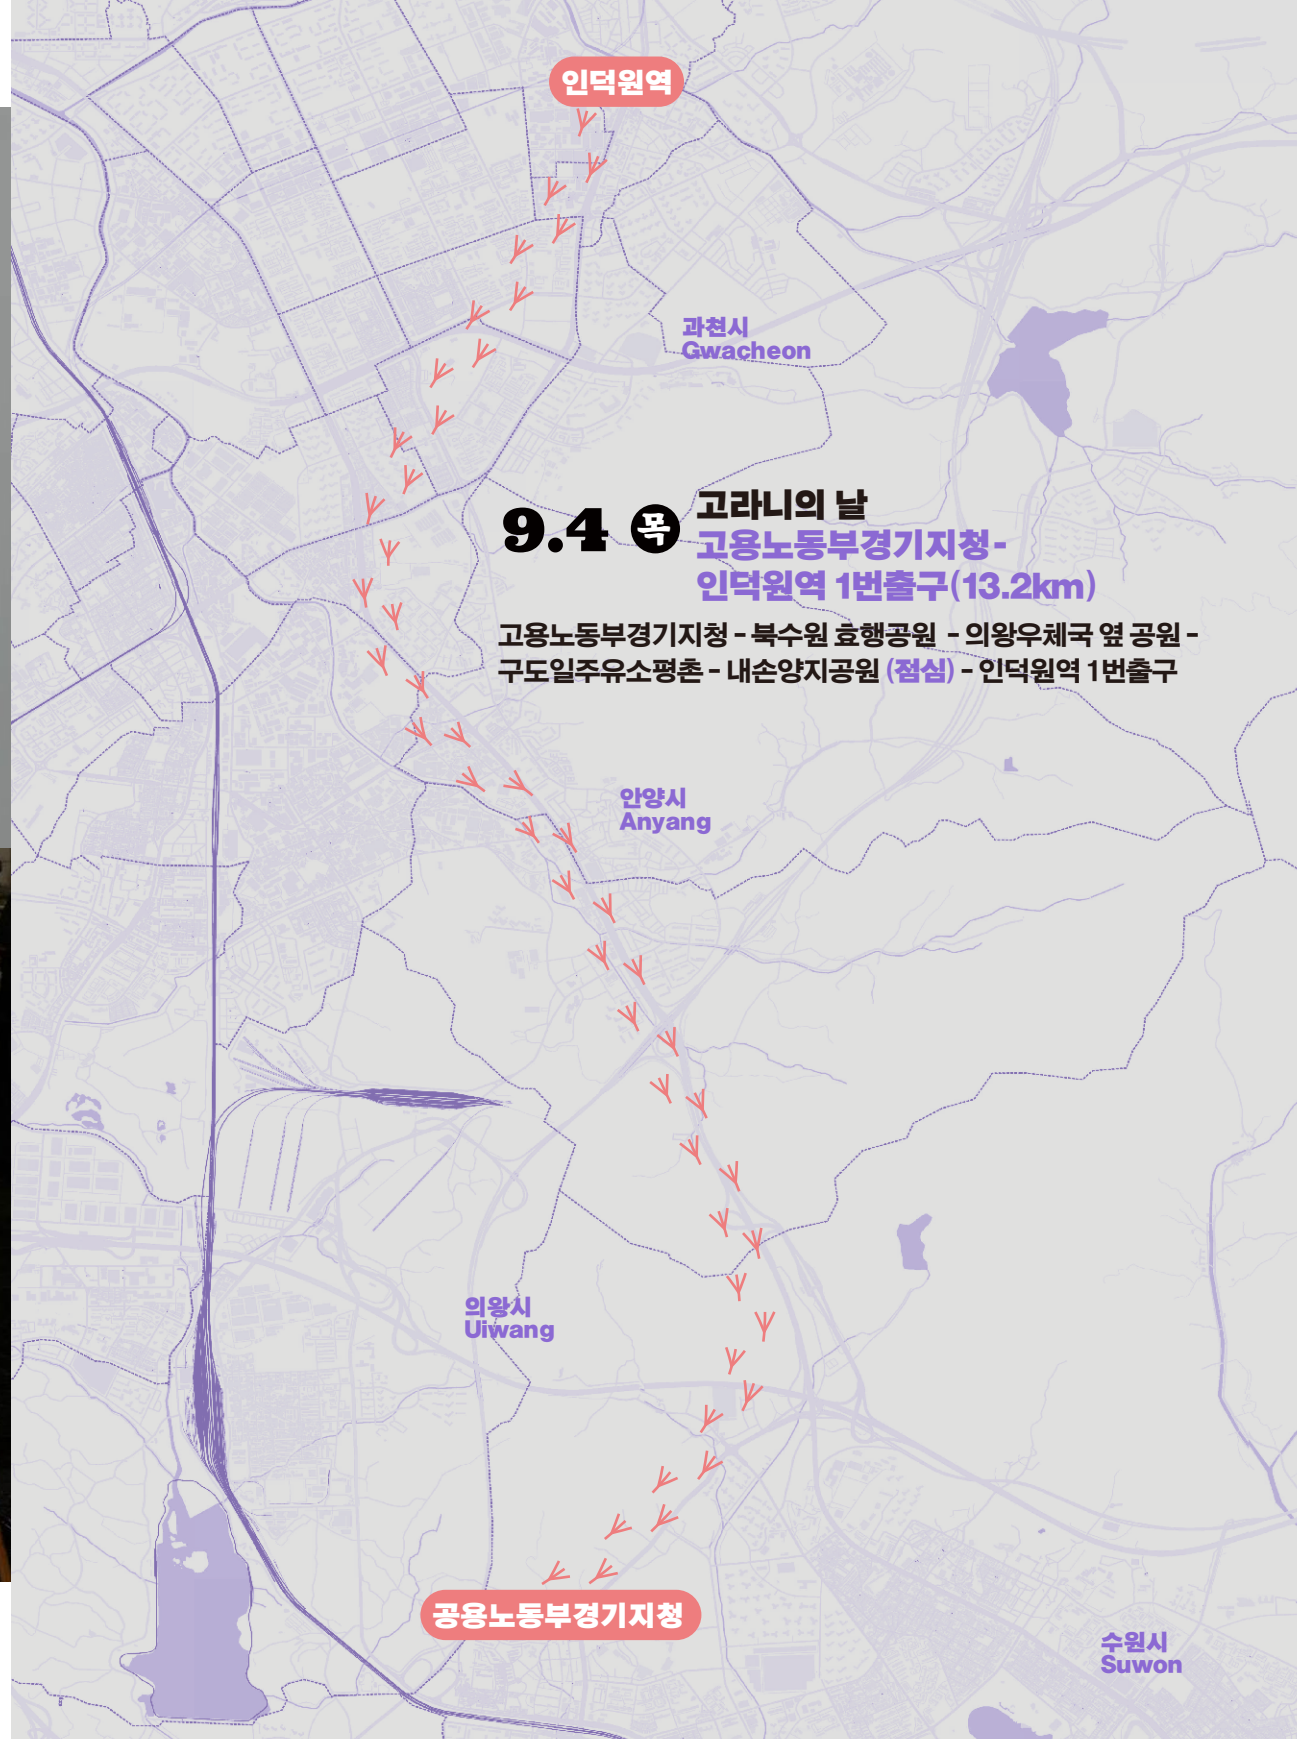 인덕원역
과천시
Gwacheon
9.4 목
고라니의 날
고용노동부경기지청-
인덕원역 1번출구(13.2km)
고용노동부경기지청 - 북수원 효행공원 - 의왕우체국 옆 공원 -
구도일주유소평촌 - 내손양지공원 (점심) - 인덕원역 1번출구
안양시
Anyang
의왕시
Uiwang
공용노동부경기지청
수원시
Suwon